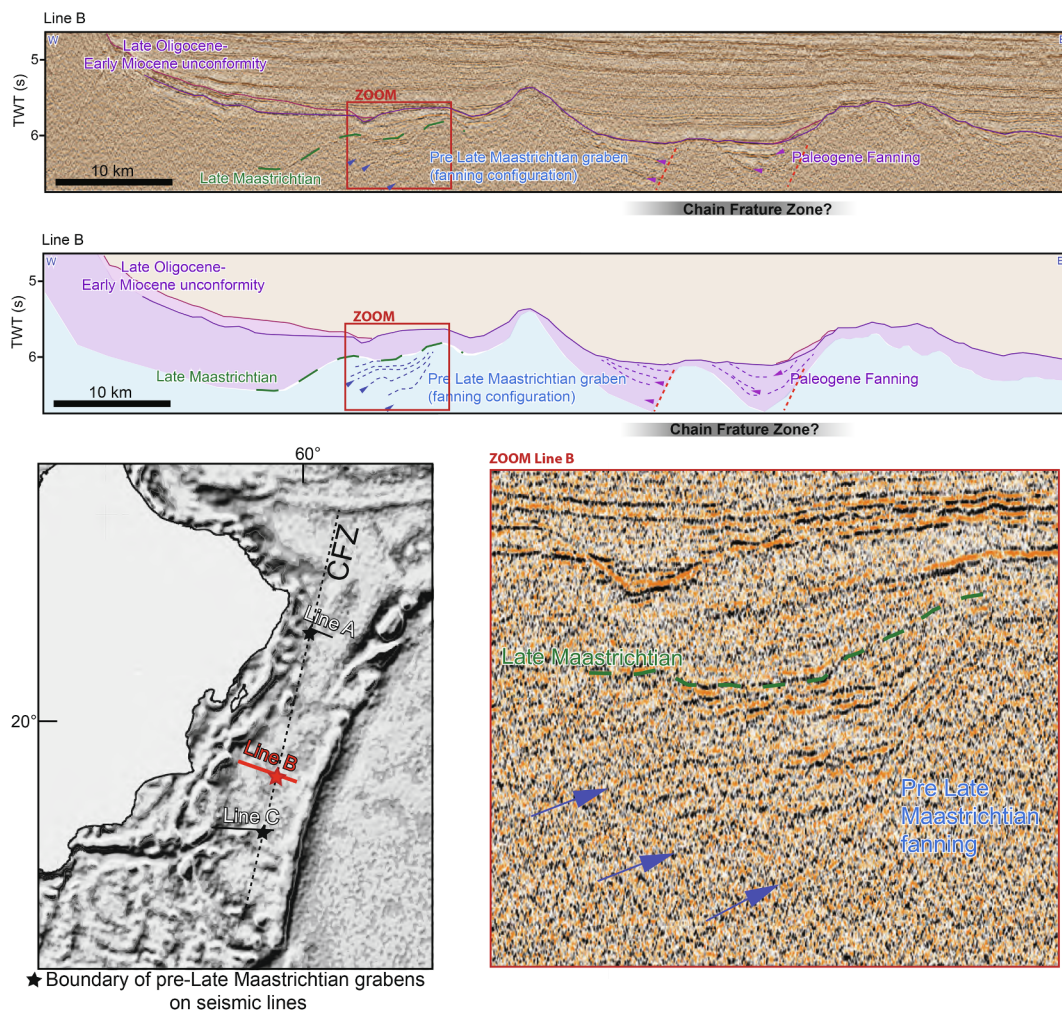 Line B
W
E
Late Oligocene-
Early Miocene unconformity
ZOOM
5
6
TWT (s)
Pre Late Maastrichtian graben
(fanning configuration)
Paleogene Fanning
Late Maastrichtian
10 km
Chain Frature Zone?
Line B
W
E
Late Oligocene-
Early Miocene unconformity
ZOOM
5
6
TWT (s)
Late Maastrichtian
Pre Late Maastrichtian graben
(fanning configuration)
Paleogene Fanning
10 km
Chain Frature Zone?
60°
CFZ
Line A
20°
Line B
Line C
Boundary of pre-Late Maastrichtian grabens
on seismic lines
ZOOM Line B
Late Maastrichtian
Pre Late
Maastrichtian
fanning